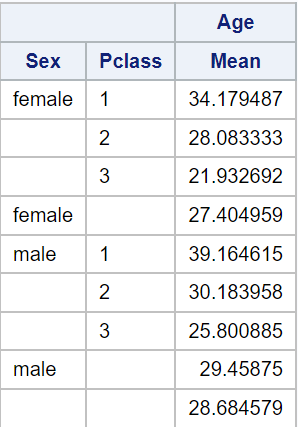 Age
Sex Pclass Mean
female 1 34.179487
2 28.083333
3 21.932692
female 27.404959
male 1 39.164615
2 30.183958
3 25.800885
male 29.45875
28.684579